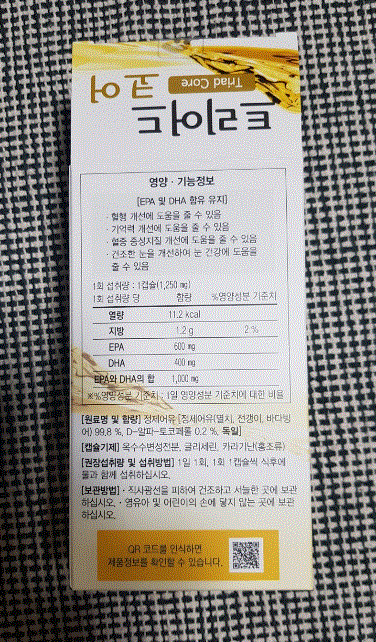 트리어드
Triad Core
코어
영양 · 기능정보
[EPA 및 DHA 함유 유지]
· 혈행 개선에 도움을 줄 수 있음
· 기억력 개선에 도움을 줄 수 있음
· 혈중 중성지질 개선에 도움을 줄 수 있음
· 건조한 눈을 개선하여 눈 건강에 도움을
줄 수 있음
1회 섭취량 : 1캡슐(1,250 mg)
1회 섭취량 당 함량 %영양성분 기준치
열량 11.2 kcal
지방 1.2 g 2 %
EPA 600 mg
DHA 400 mg
EPA와 DHA의 합 1,000 mg
※%영양성분 기준치 : 1일 영양성분 기준치에 대한 비율
[원료명 및 함량] 정제어유 [정제어유(멸치, 전갱이, 바다빙
어) 99.8 %, D-알파-토코페롤 0.2 %, 독일]
[캡슐기제] 옥수수변성전분, 글리세린, 카라기난(홍조류)
[권장섭취량 및 섭취방법] 1일 1회, 1회 1캡슐씩 식후에
물과 함께 섭취하십시오.
[보관방법] · 직사광선을 피하여 건조하고 서늘한 곳에 보관
하십시오. · 영유아 및 어린이의 손에 닿지 않는 곳에 보관
하십시오.
QR 코드를 인식하면
제품정보를 확인할 수 있습니다.